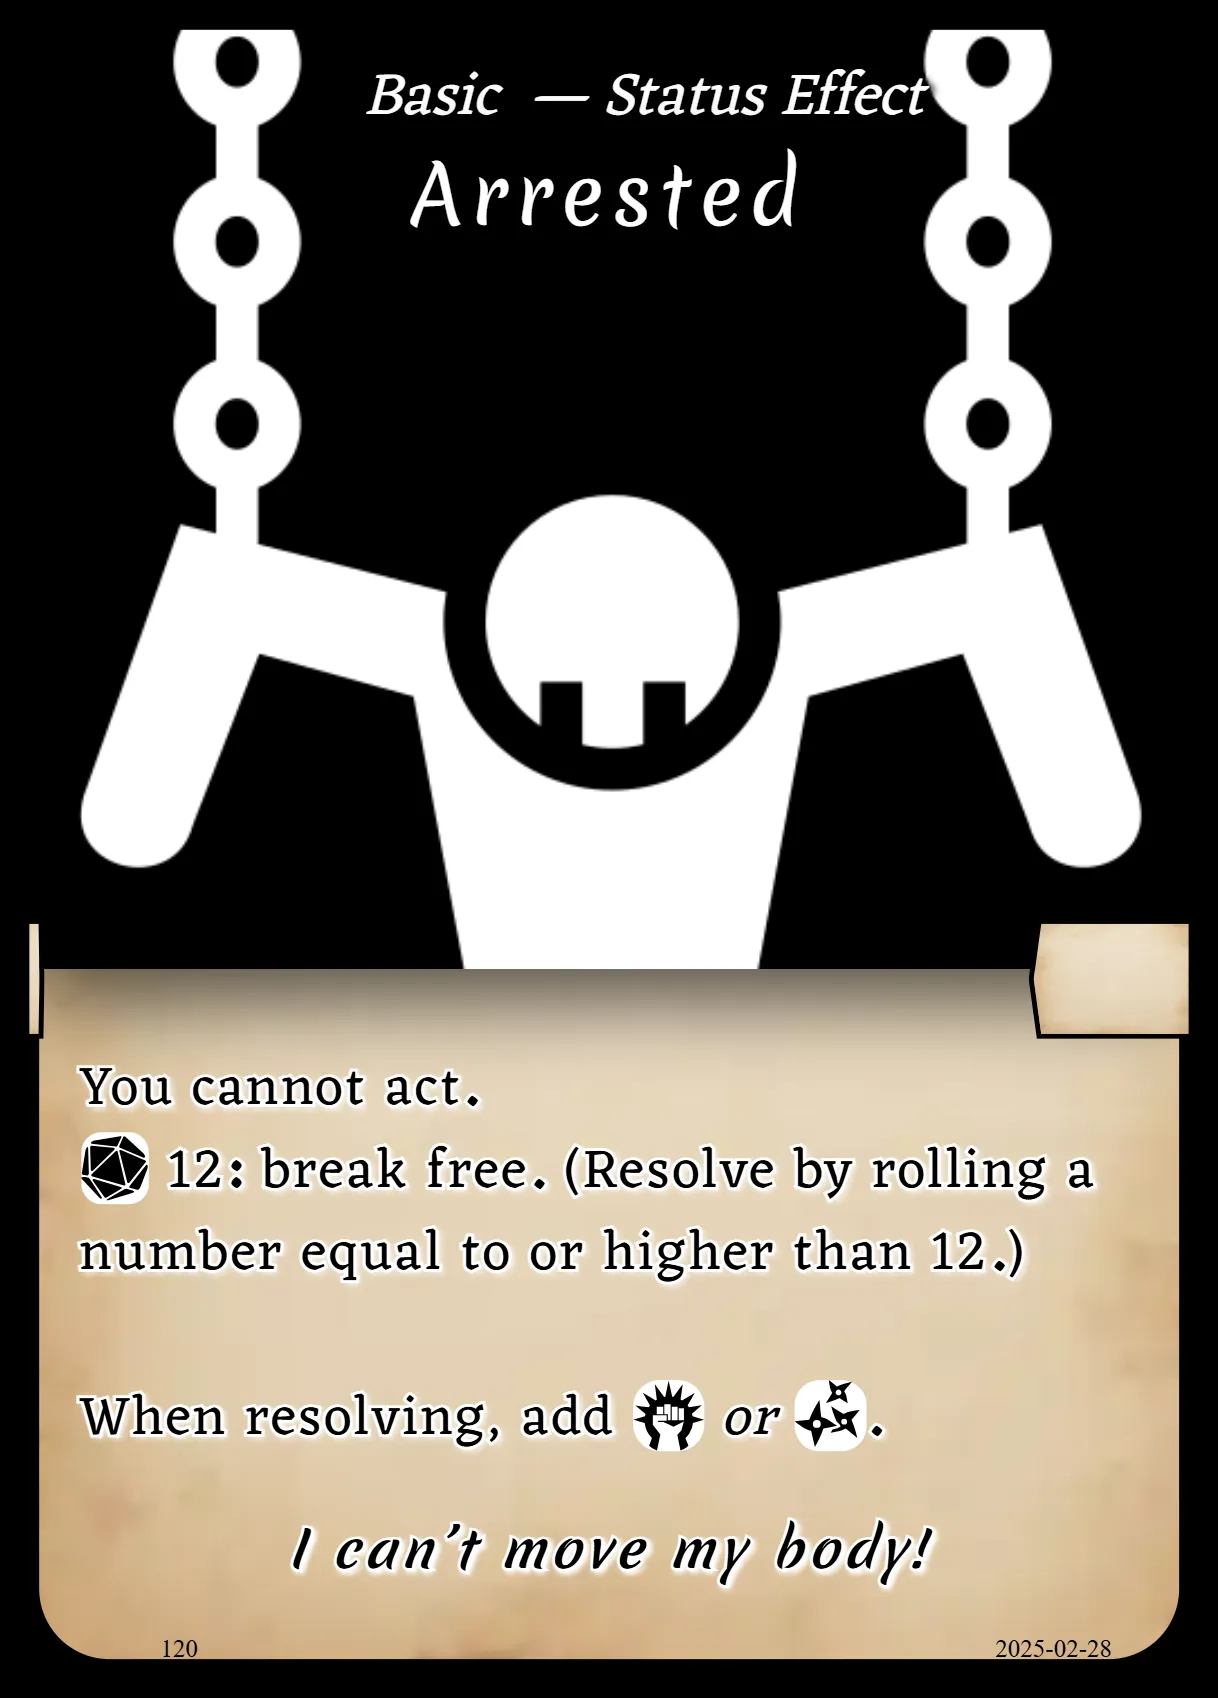 Basic — Status Effect
Arrested
You cannot act.
12: break free. (Resolve by rolling a
number equal to or higher than 12.)
When resolving, add or .
I can’t move my body!
120
2025-02-28